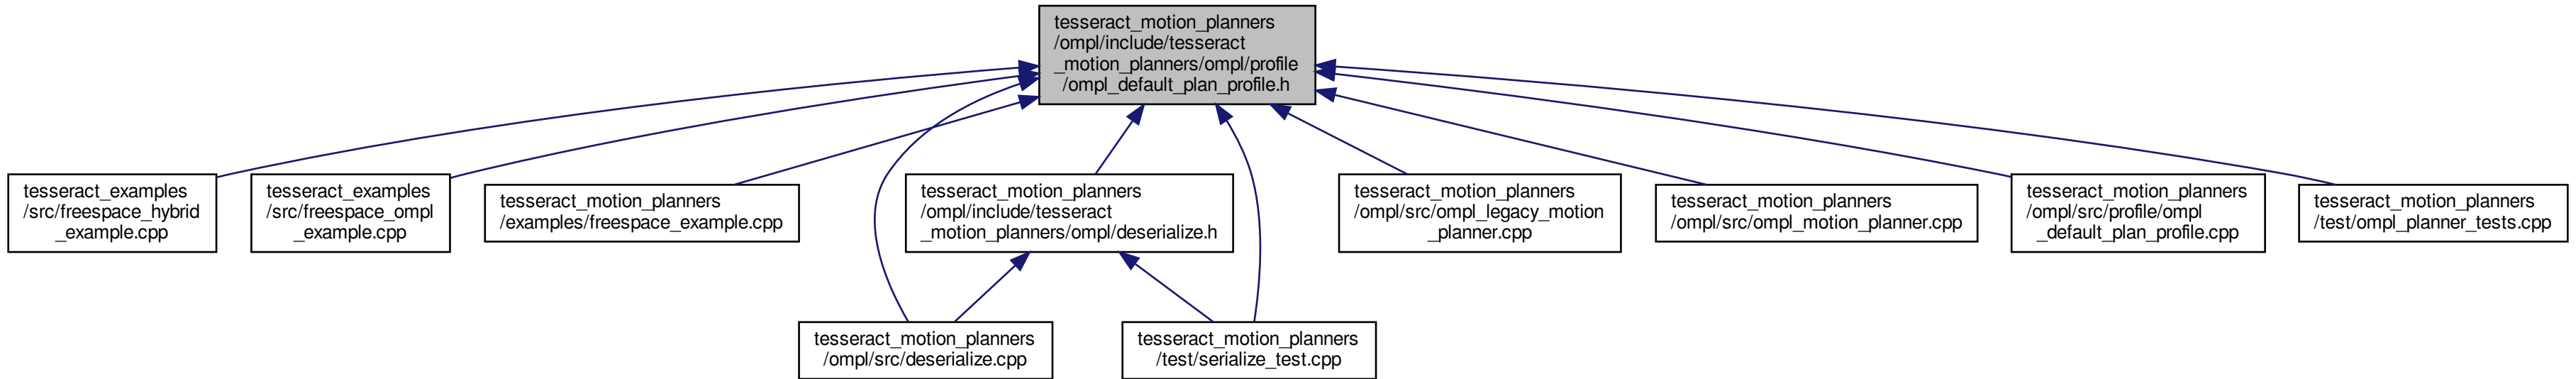 tesseract_motion_planners
/ompl/include/tesseract
_motion_planners/ompl/profile
/ompl_default_plan_profile.h
tesseract_examples
/src/freespace_hybrid
_example.cpp
tesseract_examples
/src/freespace_ompl
_example.cpp
tesseract_motion_planners
/examples/freespace_example.cpp
tesseract_motion_planners
/ompl/include/tesseract
_motion_planners/ompl/deserialize.h
tesseract_motion_planners
/ompl/src/ompl_legacy_motion
_planner.cpp
tesseract_motion_planners
/ompl/src/ompl_motion_planner.cpp
tesseract_motion_planners
/ompl/src/profile/ompl
_default_plan_profile.cpp
tesseract_motion_planners
/test/ompl_planner_tests.cpp
tesseract_motion_planners
/ompl/src/deserialize.cpp
tesseract_motion_planners
/test/serialize_test.cpp